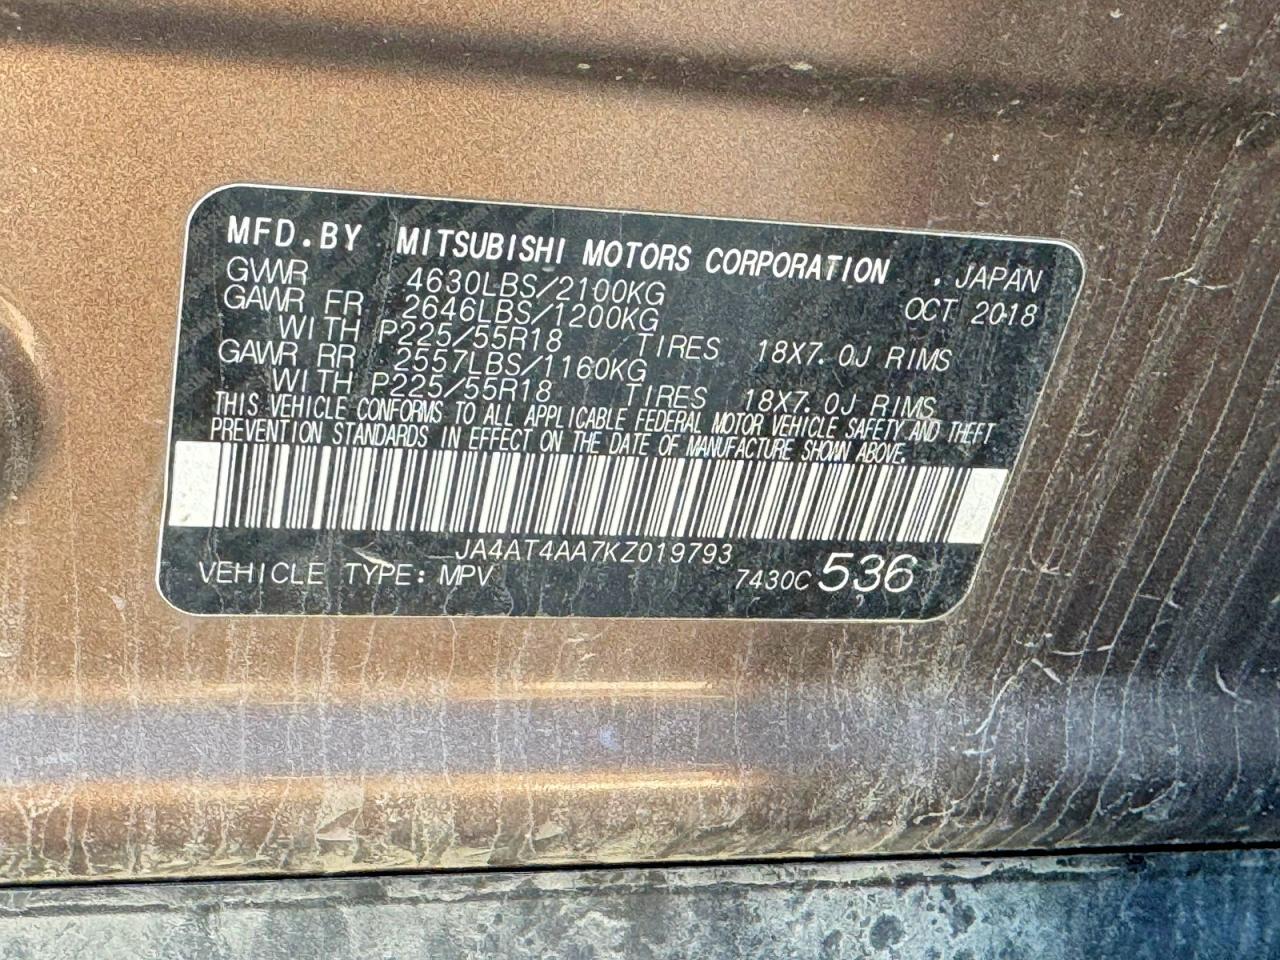 MFD.BY MITSUBISHI MOTORS CORPORATION . JAPAN
GVWR 4630LBS/2100KG OCT 2018
GAWR FR 2646LBS/1200KG
WITH P225/55R18 TIRES 18X7.0J RIMS
GAWR RR 2557LBS/1160KG
WITH P225/55R18 TIRES 18X7.0J RIMS
THIS VEHICLE CONFORMS TO ALL APPLICABLE FEDERAL MOTOR VEHICLE SAFETY AND THEFT
PREVENTION STANDARDS IN EFFECT ON THE DATE OF MANUFACTURE SHOWN ABOVE.
JA4AT4AA7KZ019793
VEHICLE TYPE: MPV 7430C 536